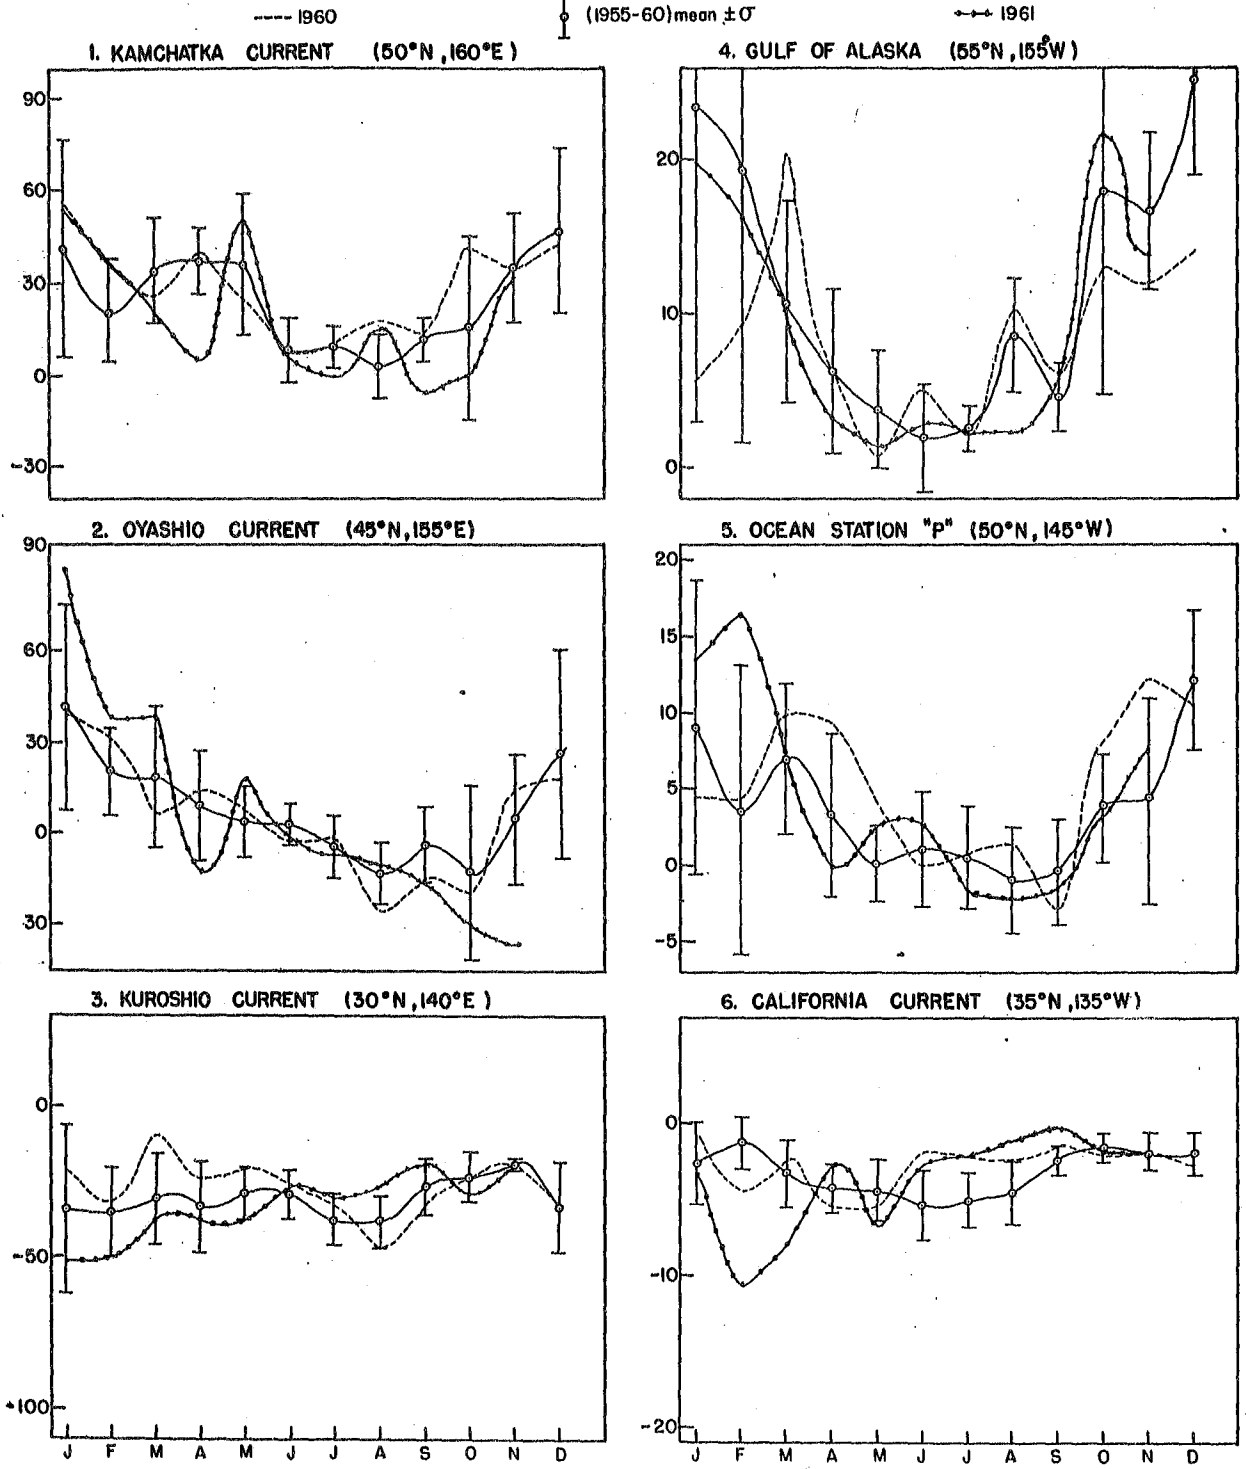 ---- 1960 (1955-60) mean ± σ 1961
1. KAMCHATKA CURRENT (50°N, 160°E)
90
60
30
0
-30
4. GULF OF ALASKA (55°N, 155°W)
20
10
0
2. OYASHIO CURRENT (45°N, 155°E)
90
60
30
0
30
5. OCEAN STATION "P" (50°N, 145°W)
20
15
10
5
0
-5
3. KUROSHIO CURRENT (30°N, 140°E)
0
-50
-100
J F M A M J J A S O N D
6. CALIFORNIA CURRENT (35°N, 135°W)
0
-10
-20
J F M A M J J A S O N D